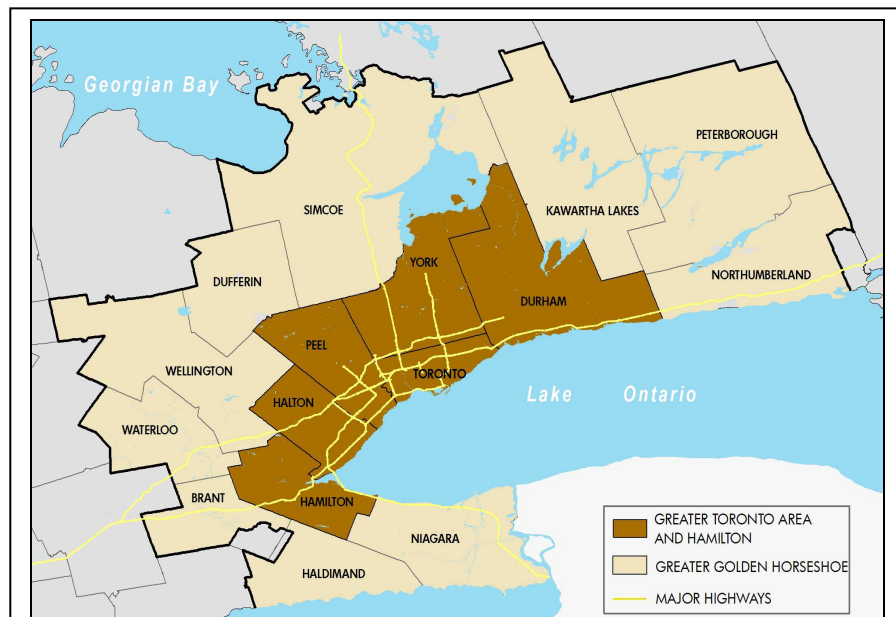 Georgian Bay
PETERBOROUGH
SIMCOE
KAWARTHA LAKES
YORK
NORTHUMBERLAND
DUFFERIN
DURHAM
PEEL
WELLINGTON
TORONTO
Lake Ontario
HALTON
WATERLOO
BRANT
HAMILTON
NIAGARA
HALDIMAND
GREATER TORONTO AREA
AND HAMILTON
GREATER GOLDEN HORSESHOE
MAJOR HIGHWAYS